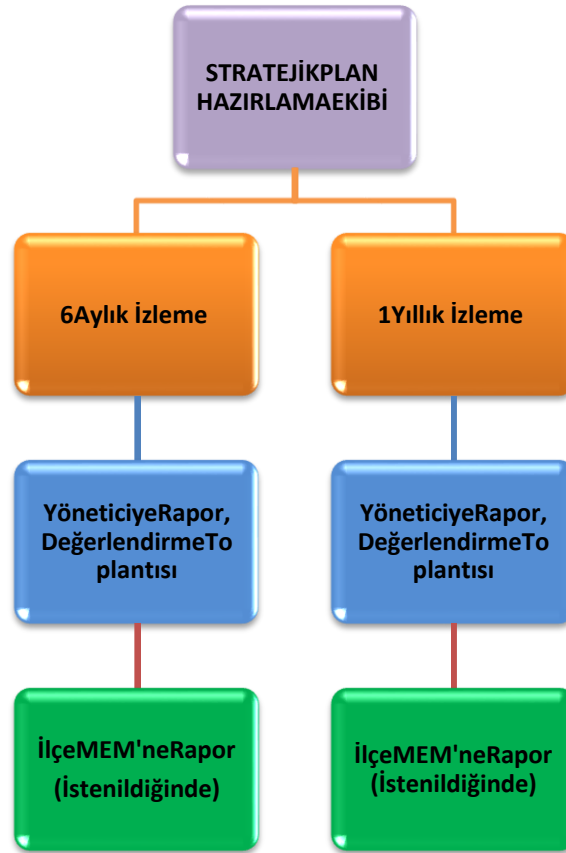 STRATEJİKPLAN
HAZIRLAMAEKİBİ
6Aylık İzleme
1Yıllık İzleme
YöneticiyeRapor,
DeğerlendirmeTo
plantısı
YöneticiyeRapor,
DeğerlendirmeTo
plantısı
İlçeMEM'neRapor
(İstenildiğinde)
İlçeMEM'neRapor
(İstenildiğinde)